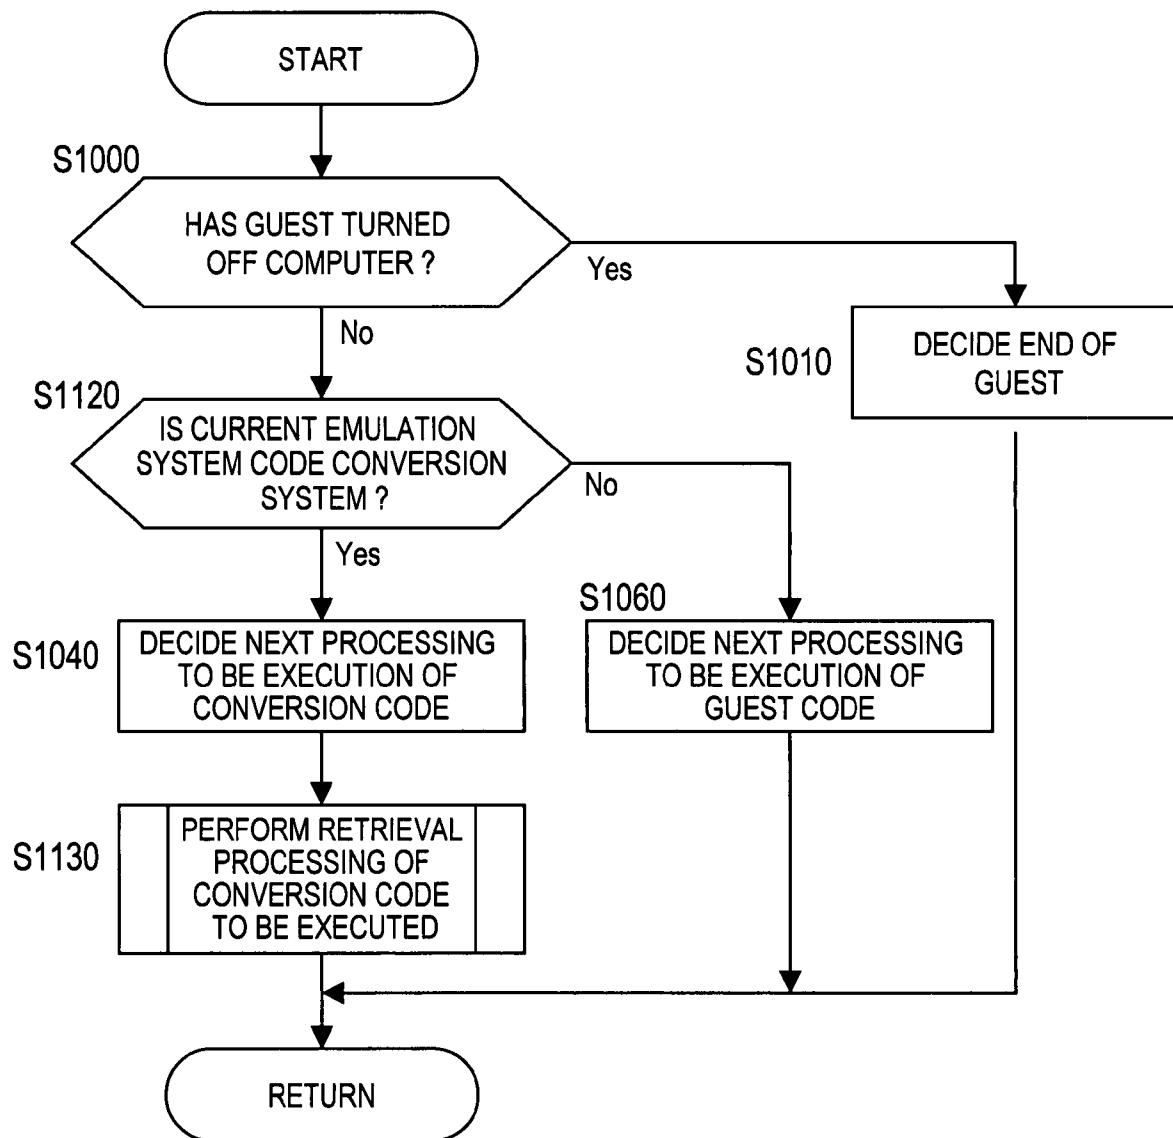 START
S1000
HAS GUEST TURNED
OFF COMPUTER ?
Yes
No
S1010
DECIDE END OF
GUEST
S1120
IS CURRENT EMULATION
SYSTEM CODE CONVERSION
SYSTEM ?
No
Yes
S1040
DECIDE NEXT PROCESSING
TO BE EXECUTION OF
CONVERSION CODE
S1060
DECIDE NEXT PROCESSING
TO BE EXECUTION OF
GUEST CODE
S1130
PERFORM RETRIEVAL
PROCESSING OF
CONVERSION CODE
TO BE EXECUTED
RETURN